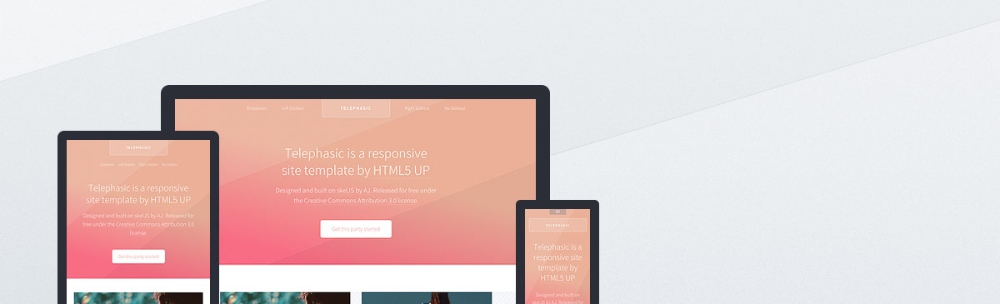 Dropdown Left Sidebar TELEPHASIC Right Sidebar No Sidebar
Telephasic is a responsive
site template by HTML5 UP
Designed and built on skelJS by AJ. Released for free under
the Creative Commons Attribution 3.0 license.
Get this party started
TELEPHASIC
Dropdown Left Sidebar Right Sidebar No Sidebar
Telephasic is a responsive
site template by HTML5 UP
Designed and built on skelJS by AJ. Released for
free under the Creative Commons Attribution 3.0
license.
Get this party started
TELEPHASIC
Telephasic is a
responsive site
template by
HTML5 UP
Designed and built on
skelJS by AJ. Released for